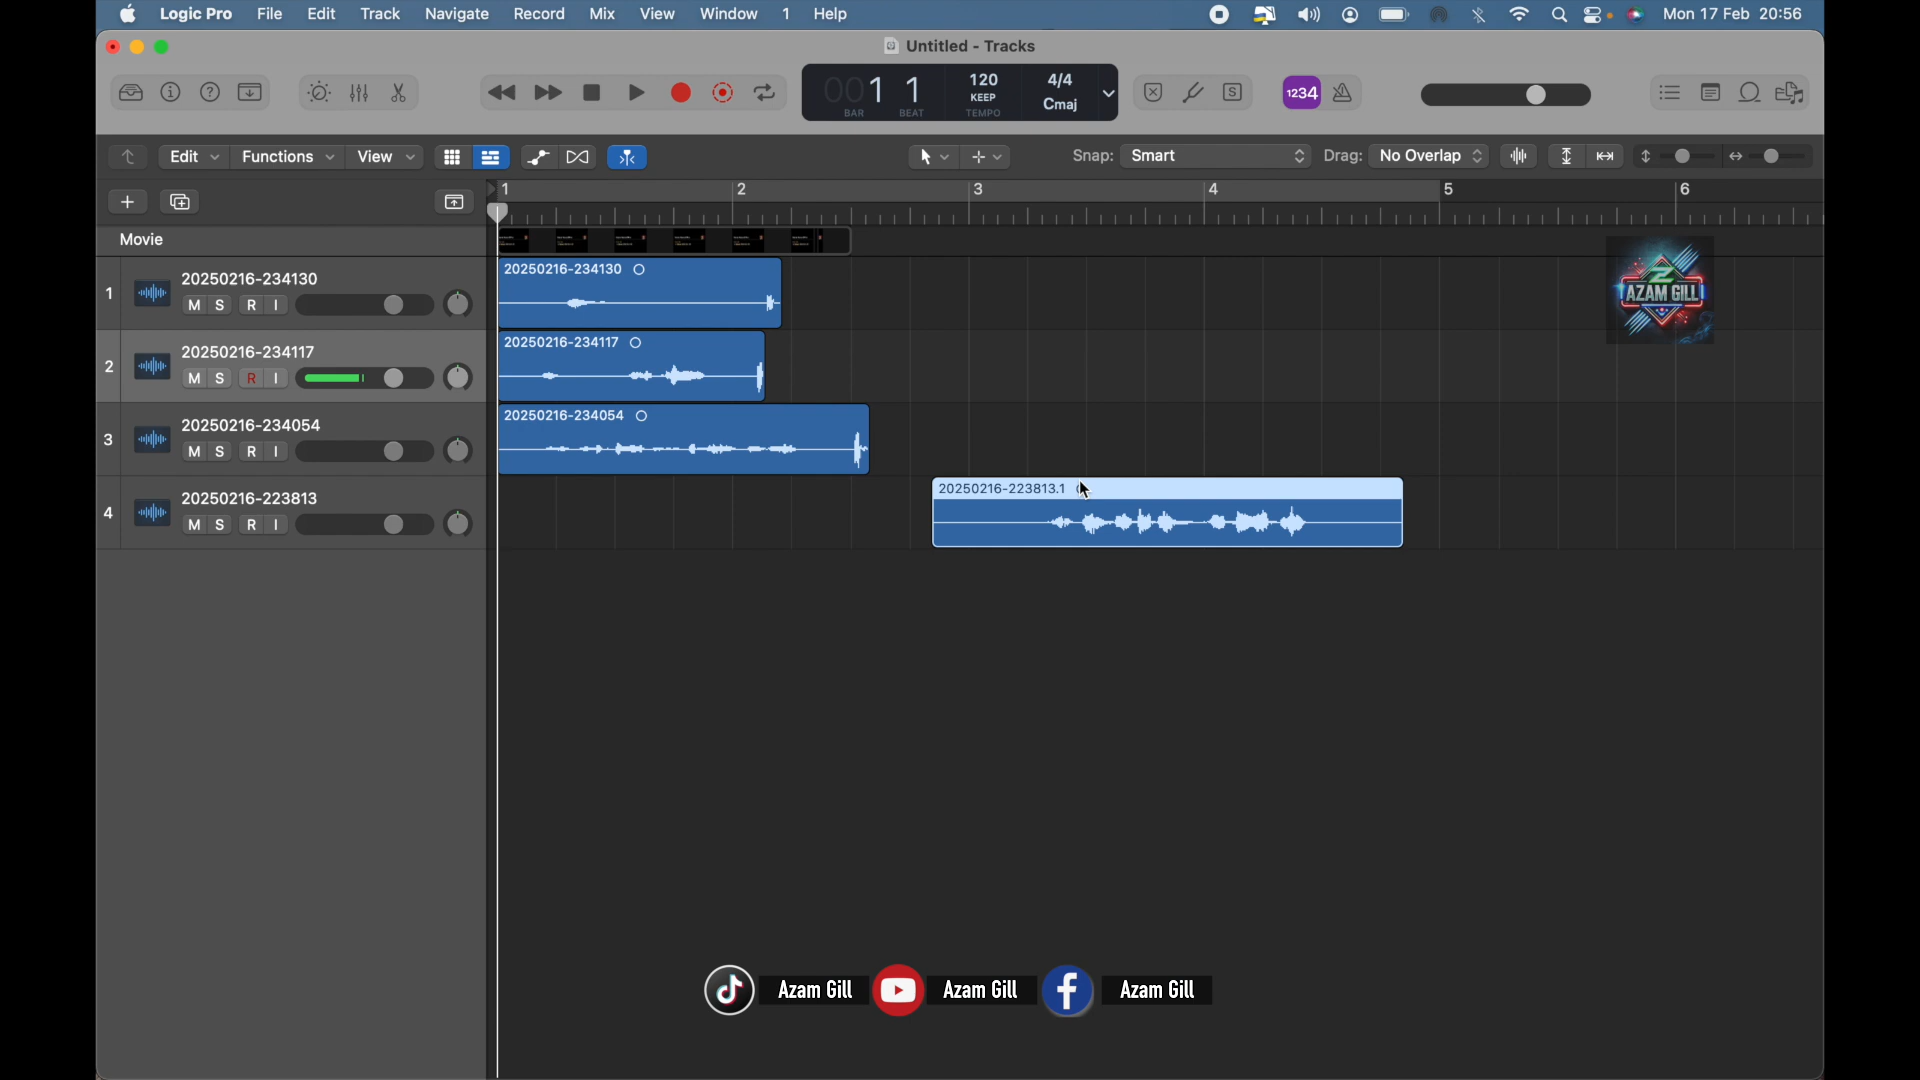 Logic Pro File Edit Track Navigate Record Mix View Window 1 Help
Mon 17 Feb 20:56
Untitled - Tracks
001 1 120 4/4
KEEP Cmaj
BAR BEAT TEMPO
S
1234
Edit Functions View
Snap: Smart Drag: No Overlap
1 2 3 4 5 6
Movie
1 20250216-234130
M S R I
20250216-234130
2 20250216-234117
M S R I
20250216-234117
3 20250216-234054
M S R I
20250216-234054
4 20250216-223813
M S R I
20250216-223813.1
Z
AZAM GILL
Azam Gill Azam Gill Azam Gill